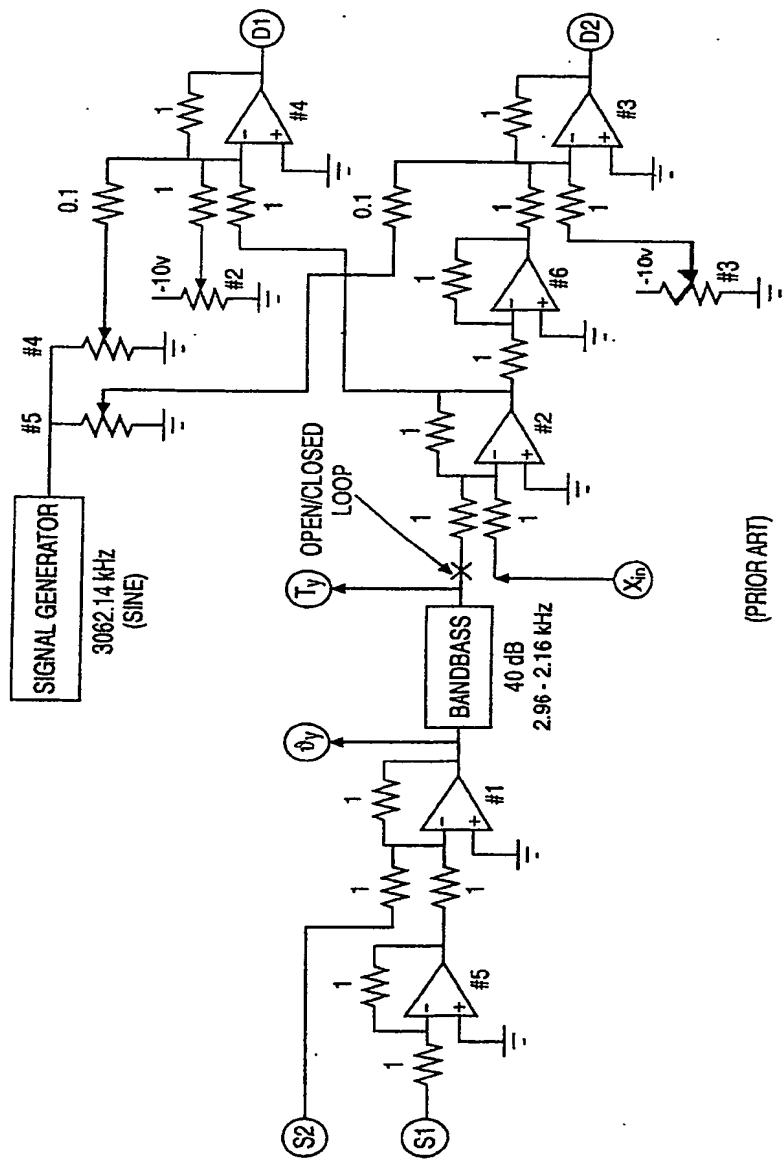 SIGNAL GENERATOR
3062.14 kHz
(SINE)
#5
#4
0.1
-10v
#2
1
1
1
#4
- +
D1
0.1
-10v
#3
1
1
1
#3
- +
D2
1
1
#6
- +
1
1
1
#2
- +
OPEN/CLOSED
LOOP
Ty
Xin
BANDBASS
40 dB
2.96 - 2.16 kHz
ϑy
1
1
1
#1
- +
S2
S1
1
1
#5
- +
(PRIOR ART)